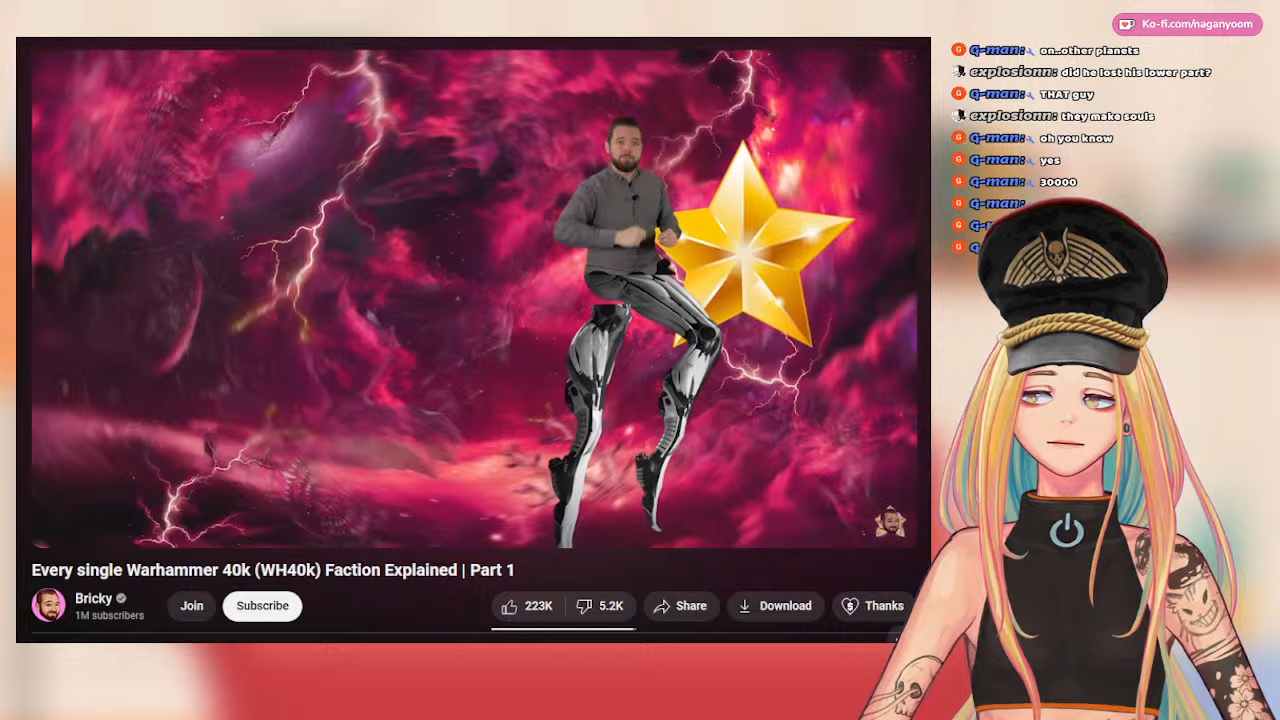 Ko-fi.com/naganyoom
G-man: on..other planets
explosionn: did he lost his lower part?
G-man: THAT guy
explosionn: they make souls
G-man: oh you know
G-man: yes
G-man: 30000
G-man:
Every single Warhammer 40k (WH40k) Faction Explained | Part 1
Bricky
1M subscribers
Join
Subscribe
223K
5.2K
Share
Download
Thanks